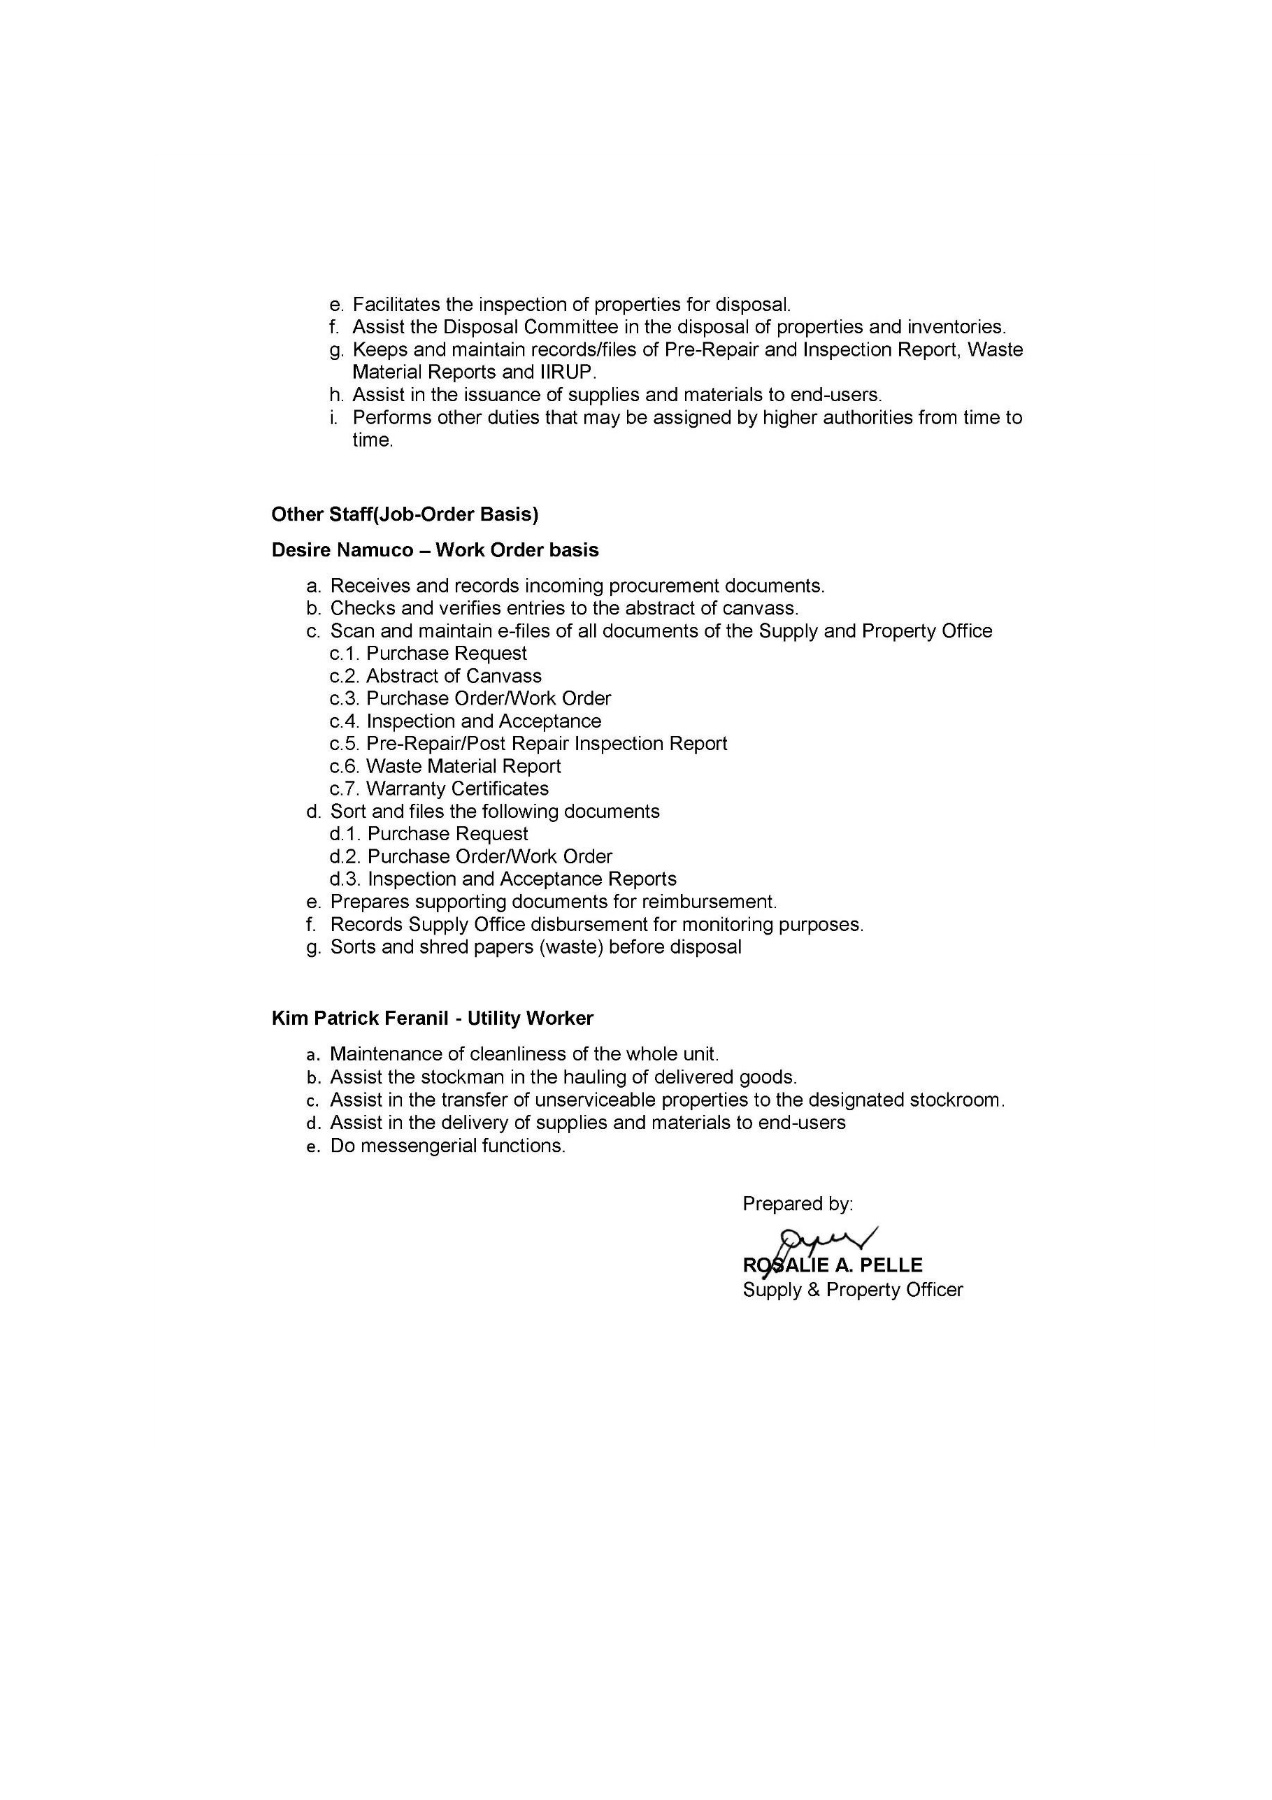 e. Facilitates the inspection of properties for disposal.
f. Assist the Disposal Committee in the disposal of properties and inventories.
g. Keeps and maintain records/files of Pre-Repair and Inspection Report, Waste
Material Reports and IIRUP.
h. Assist in the issuance of supplies and materials to end-users.
i. Performs other duties that may be assigned by higher authorities from time to
time.
Other Staff(Job-Order Basis)
Desire Namuco – Work Order basis
a. Receives and records incoming procurement documents.
b. Checks and verifies entries to the abstract of canvass.
c. Scan and maintain e-files of all documents of the Supply and Property Office
c.1. Purchase Request
c.2. Abstract of Canvass
c.3. Purchase Order/Work Order
c.4. Inspection and Acceptance
c.5. Pre-Repair/Post Repair Inspection Report
c.6. Waste Material Report
c.7. Warranty Certificates
d. Sort and files the following documents
d.1. Purchase Request
d.2. Purchase Order/Work Order
d.3. Inspection and Acceptance Reports
e. Prepares supporting documents for reimbursement.
f. Records Supply Office disbursement for monitoring purposes.
g. Sorts and shred papers (waste) before disposal
Kim Patrick Feranil - Utility Worker
a. Maintenance of cleanliness of the whole unit.
b. Assist the stockman in the hauling of delivered goods.
c. Assist in the transfer of unserviceable properties to the designated stockroom.
d. Assist in the delivery of supplies and materials to end-users
e. Do messengerial functions.
Prepared by:
ROSALIE A. PELLE
Supply & Property Officer